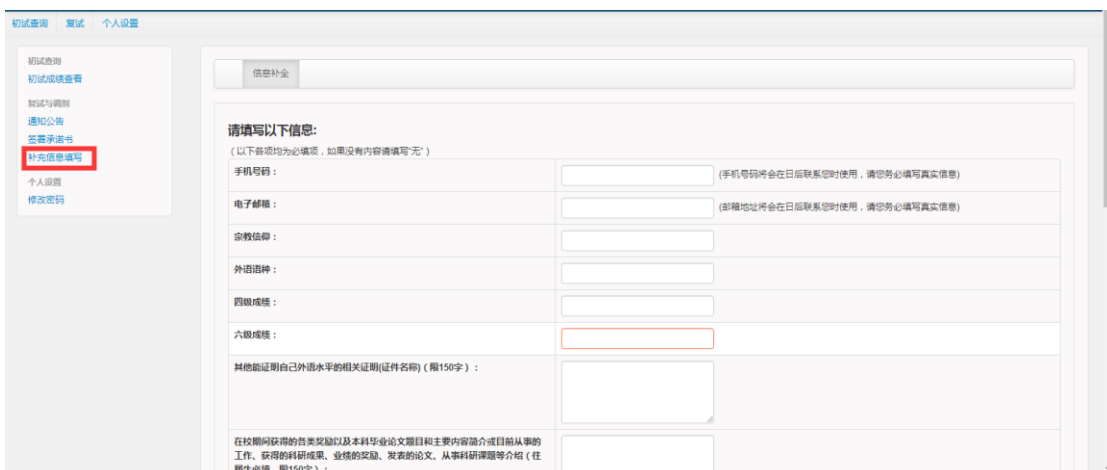 初试查询 复试 个人设置
初试查询
初试成绩查看
复试与调剂
通知公告
签署承诺书
补充信息填写
个人设置
修改密码
信息补全
请填写以下信息:
(以下各项均为必填项，如果没有内容请填写“无”)
手机号码：
(手机号码将会在日后联系您时使用，请您务必填写真实信息)
电子邮箱：
(邮箱地址将会在日后联系您时使用，请您务必填写真实信息)
宗教信仰：
外语语种：
四级成绩：
六级成绩：
其他能证明自己外语水平的相关证明(证件名称)(限150字)：
在校期间获得的各类奖励以及本科毕业论文题目和主要内容简介或目前从事的
工作、获得的科研成果、业绩的奖励、发表的论文、从事科研课题等介绍(往
届生必填，限150字)：